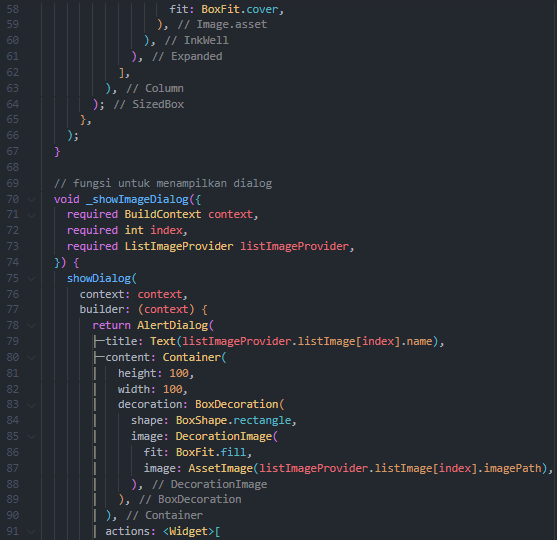 58 fit: BoxFit.cover,
59 ), // Image.asset
60 ), // InkWell
61 ), // Expanded
62 ],
63 ), // Column
64 ); // SizedBox
65 },
66 );
67 }
68
69 // fungsi untuk menampilkan dialog
70 void _showImageDialog({
71 required BuildContext context,
72 required int index,
73 required ListImageProvider listImageProvider,
74 }) {
75 showDialog(
76 context: context,
77 builder: (context) {
78 return AlertDialog(
79 title: Text(listImageProvider.listImage[index].name),
80 content: Container(
81 height: 100,
82 width: 100,
83 decoration: BoxDecoration(
84 shape: BoxShape.rectangle,
85 image: DecorationImage(
86 fit: BoxFit.fill,
87 image: AssetImage(listImageProvider.listImage[index].imagePath),
88 ), // DecorationImage
89 ), // BoxDecoration
90 ), // Container
91 actions: <Widget>[